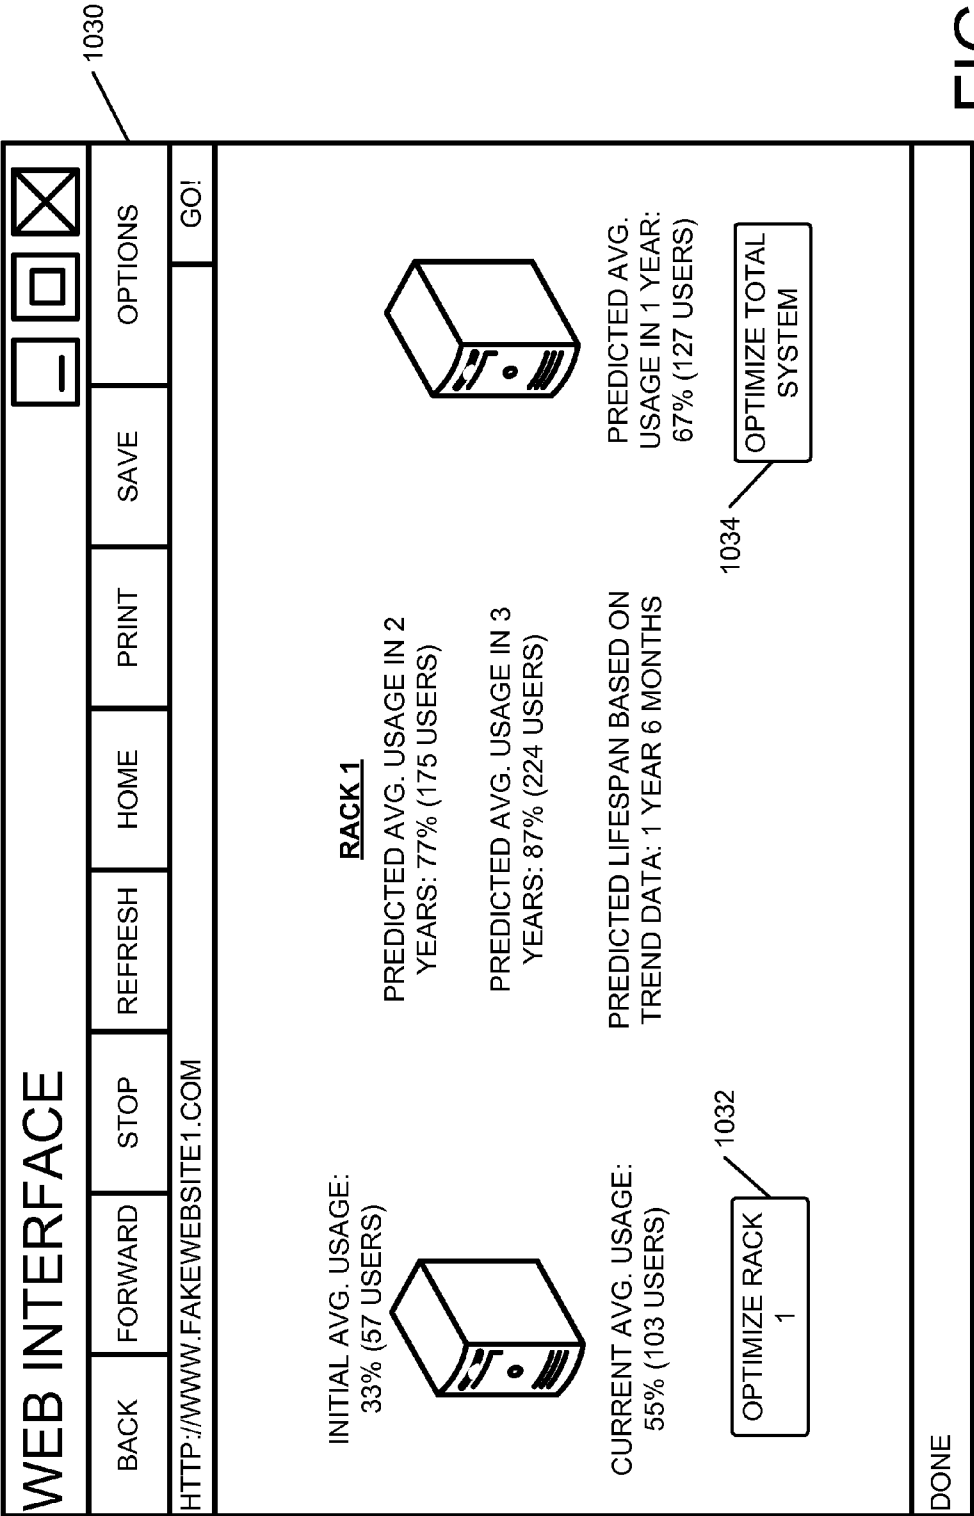 WEB INTERFACE
BACK
FORWARD
STOP
REFRESH
HOME
PRINT
SAVE
OPTIONS
1030
HTTP://WWW.FAKEWEBSITE1.COM
GO!
INITIAL AVG. USAGE:
33% (57 USERS)
CURRENT AVG. USAGE:
55% (103 USERS)
OPTIMIZE RACK
1
1032
RACK 1
PREDICTED AVG. USAGE IN 2
YEARS: 77% (175 USERS)
PREDICTED AVG. USAGE IN 3
YEARS: 87% (224 USERS)
PREDICTED LIFESPAN BASED ON
TREND DATA: 1 YEAR 6 MONTHS
PREDICTED AVG.
USAGE IN 1 YEAR:
67% (127 USERS)
1034
OPTIMIZE TOTAL
SYSTEM
DONE